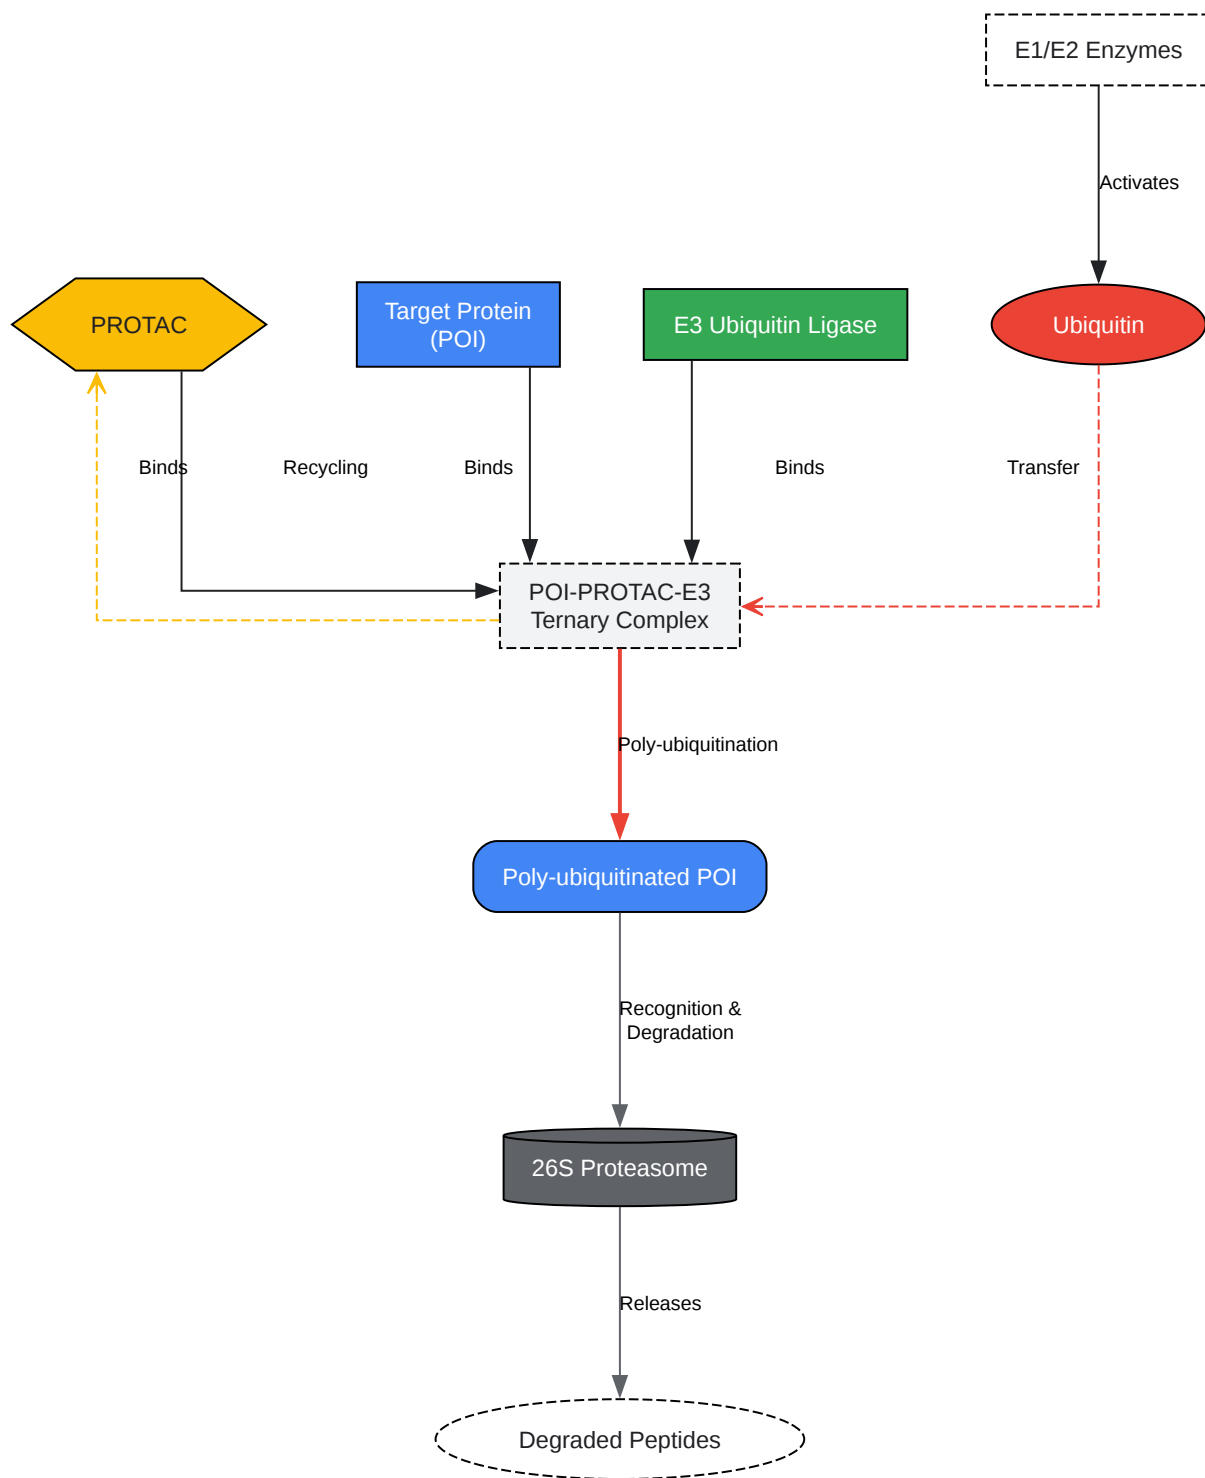 E1/E2 Enzymes
Activates
PROTAC
Target Protein
(POI)
E3 Ubiquitin Ligase
Ubiquitin
Binds
Recycling
Binds
Binds
Transfer
POI-PROTAC-E3
Ternary Complex
Poly-ubiquitination
Poly-ubiquitinated POI
Recognition &
Degradation
26S Proteasome
Releases
Degraded Peptides